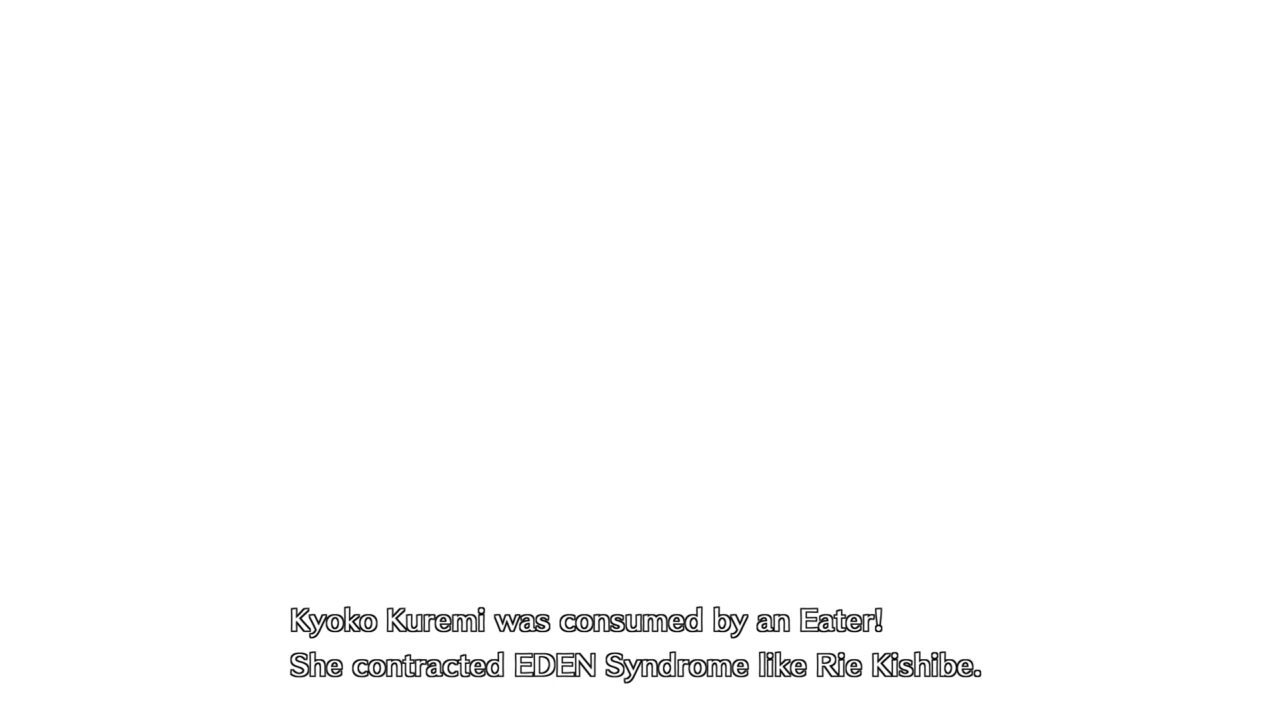 Kyoko Kuremi was consumed by an Eater!
She contracted EDEN Syndrome like Rie Kishibe.